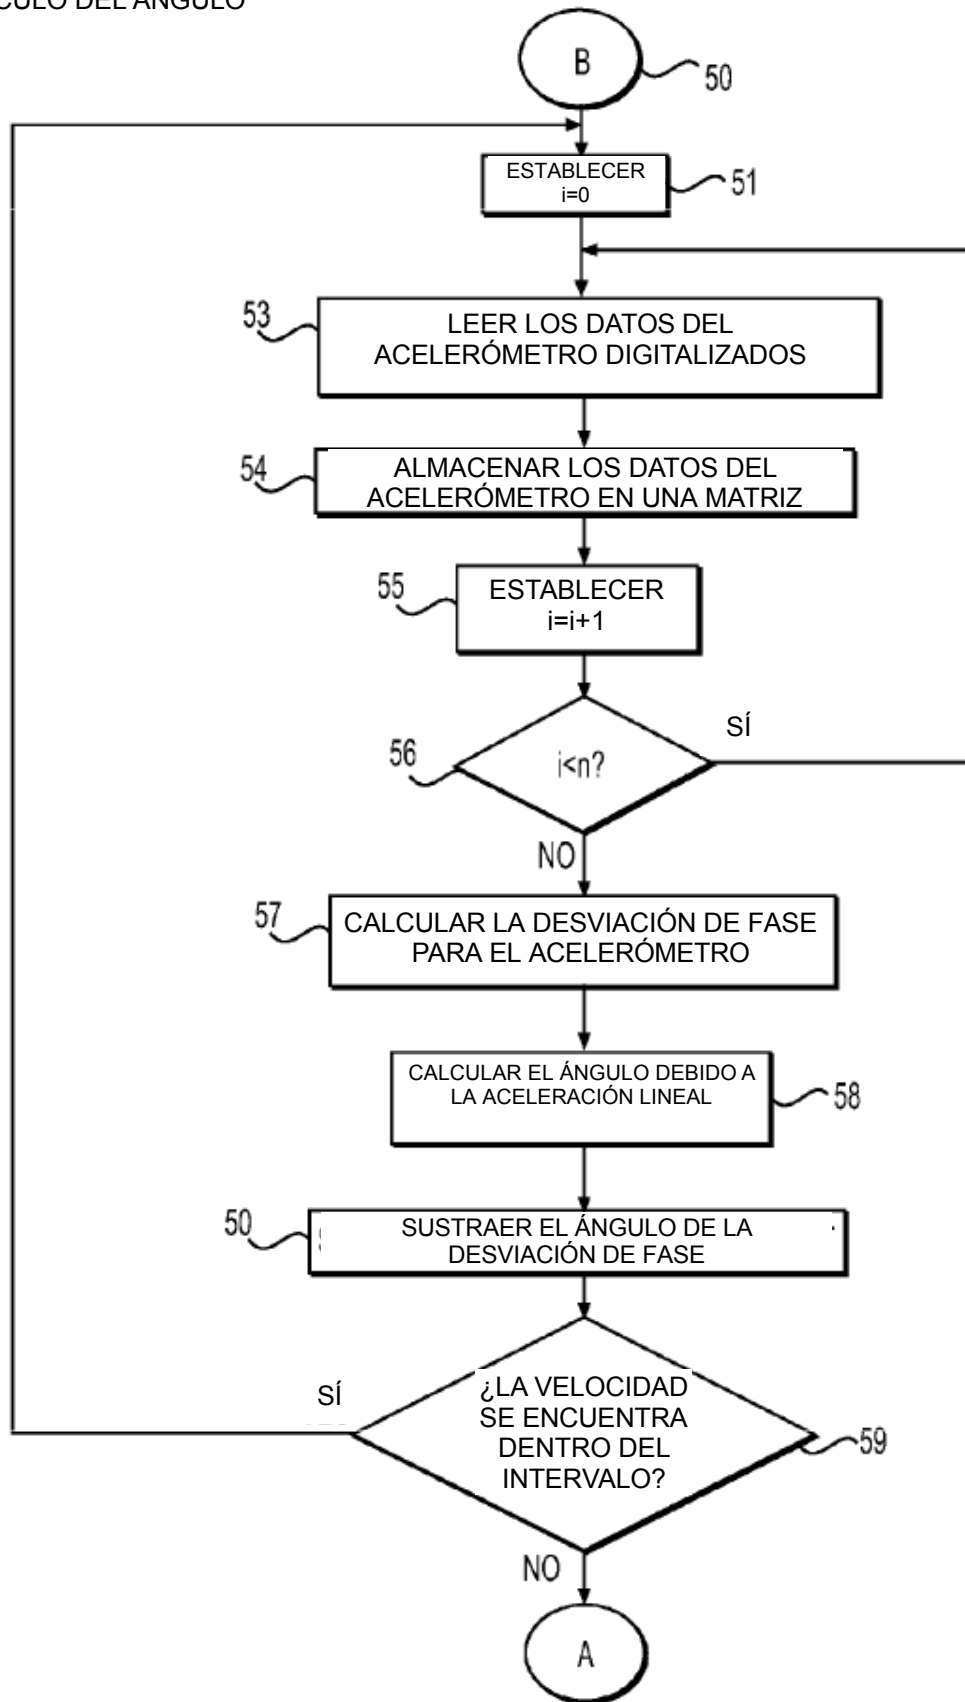 CULO DEL ÁNGULO
B
50
ESTABLECER
i=0
51
53
LEER LOS DATOS DEL
ACELERÓMETRO DIGITALIZADOS
54
ALMACENAR LOS DATOS DEL
ACELERÓMETRO EN UNA MATRIZ
55
ESTABLECER
i=i+1
SÍ
56
i<n?
NO
57
CALCULAR LA DESVIACIÓN DE FASE
PARA EL ACELERÓMETRO
CALCULAR EL ÁNGULO DEBIDO A
LA ACELERACIÓN LINEAL
58
50
SUSTRAER EL ÁNGULO DE LA
DESVIACIÓN DE FASE
SÍ
¿LA VELOCIDAD
SE ENCUENTRA
DENTRO DEL
INTERVALO?
59
NO
A